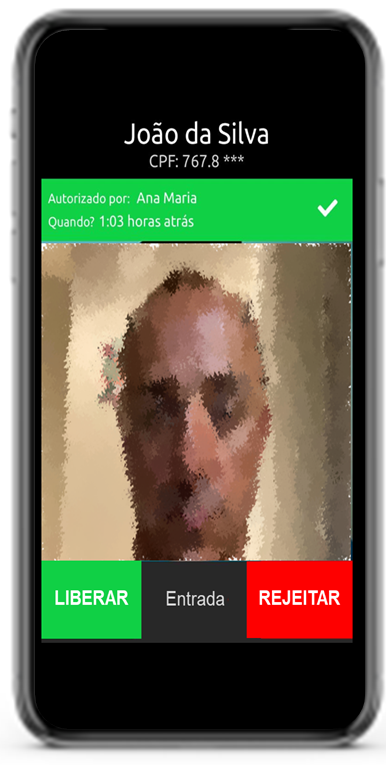 João da Silva
CPF: 767.8 ***
Autorizado por: Ana Maria
Quando? 1:03 horas atrás
LIBERAR
Entrada
REJEITAR